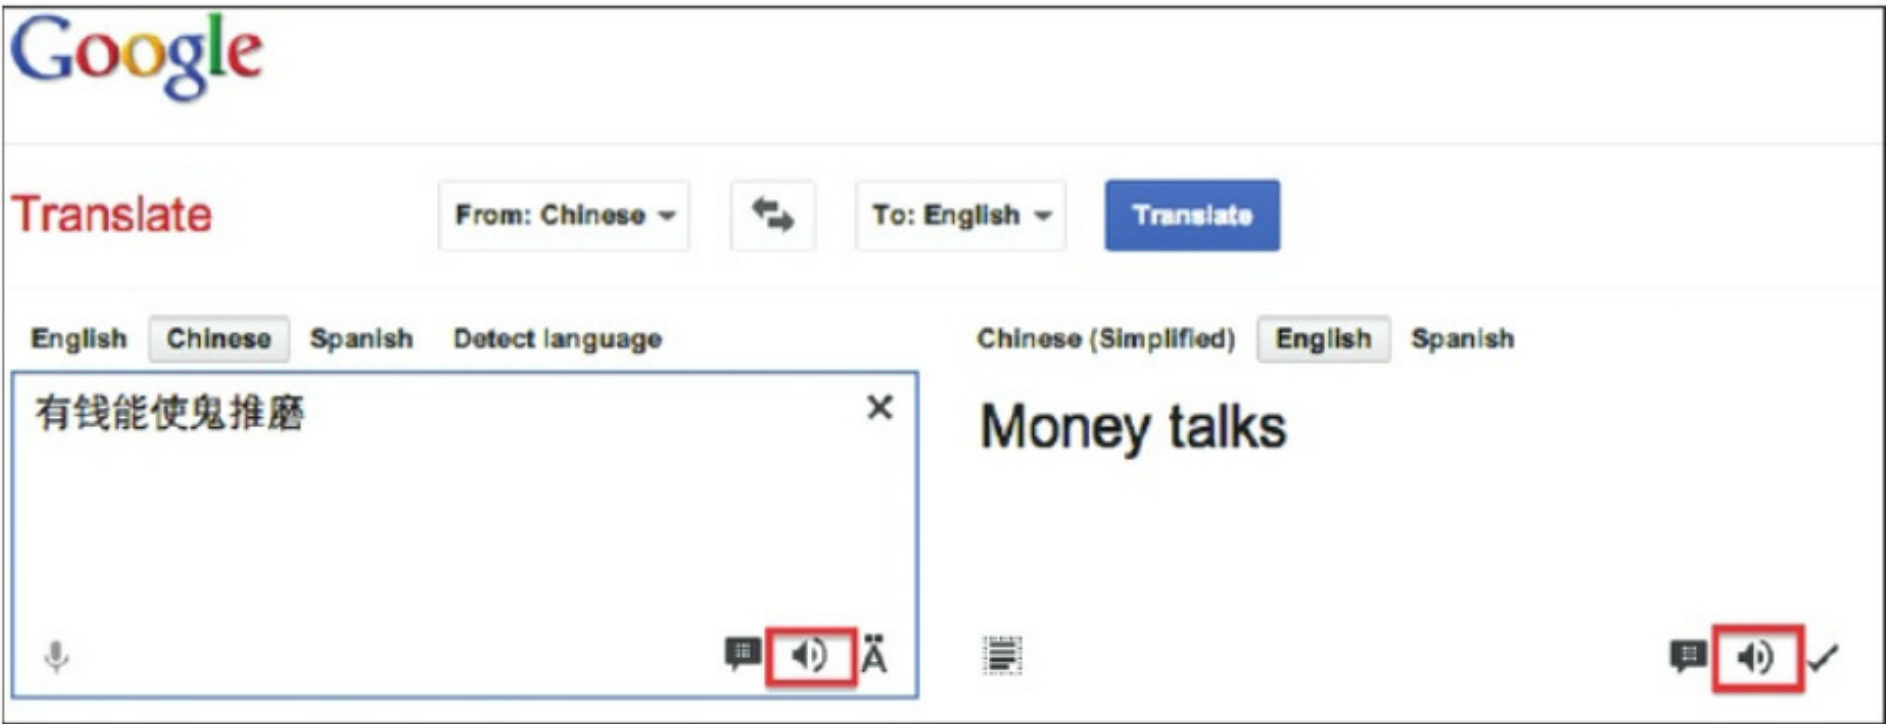 Google
Translate
From: Chinese
To: English
Translate
English Chinese Spanish Detect language
Chinese (Simplified) English Spanish
有钱能使鬼推磨
Money talks
Ä